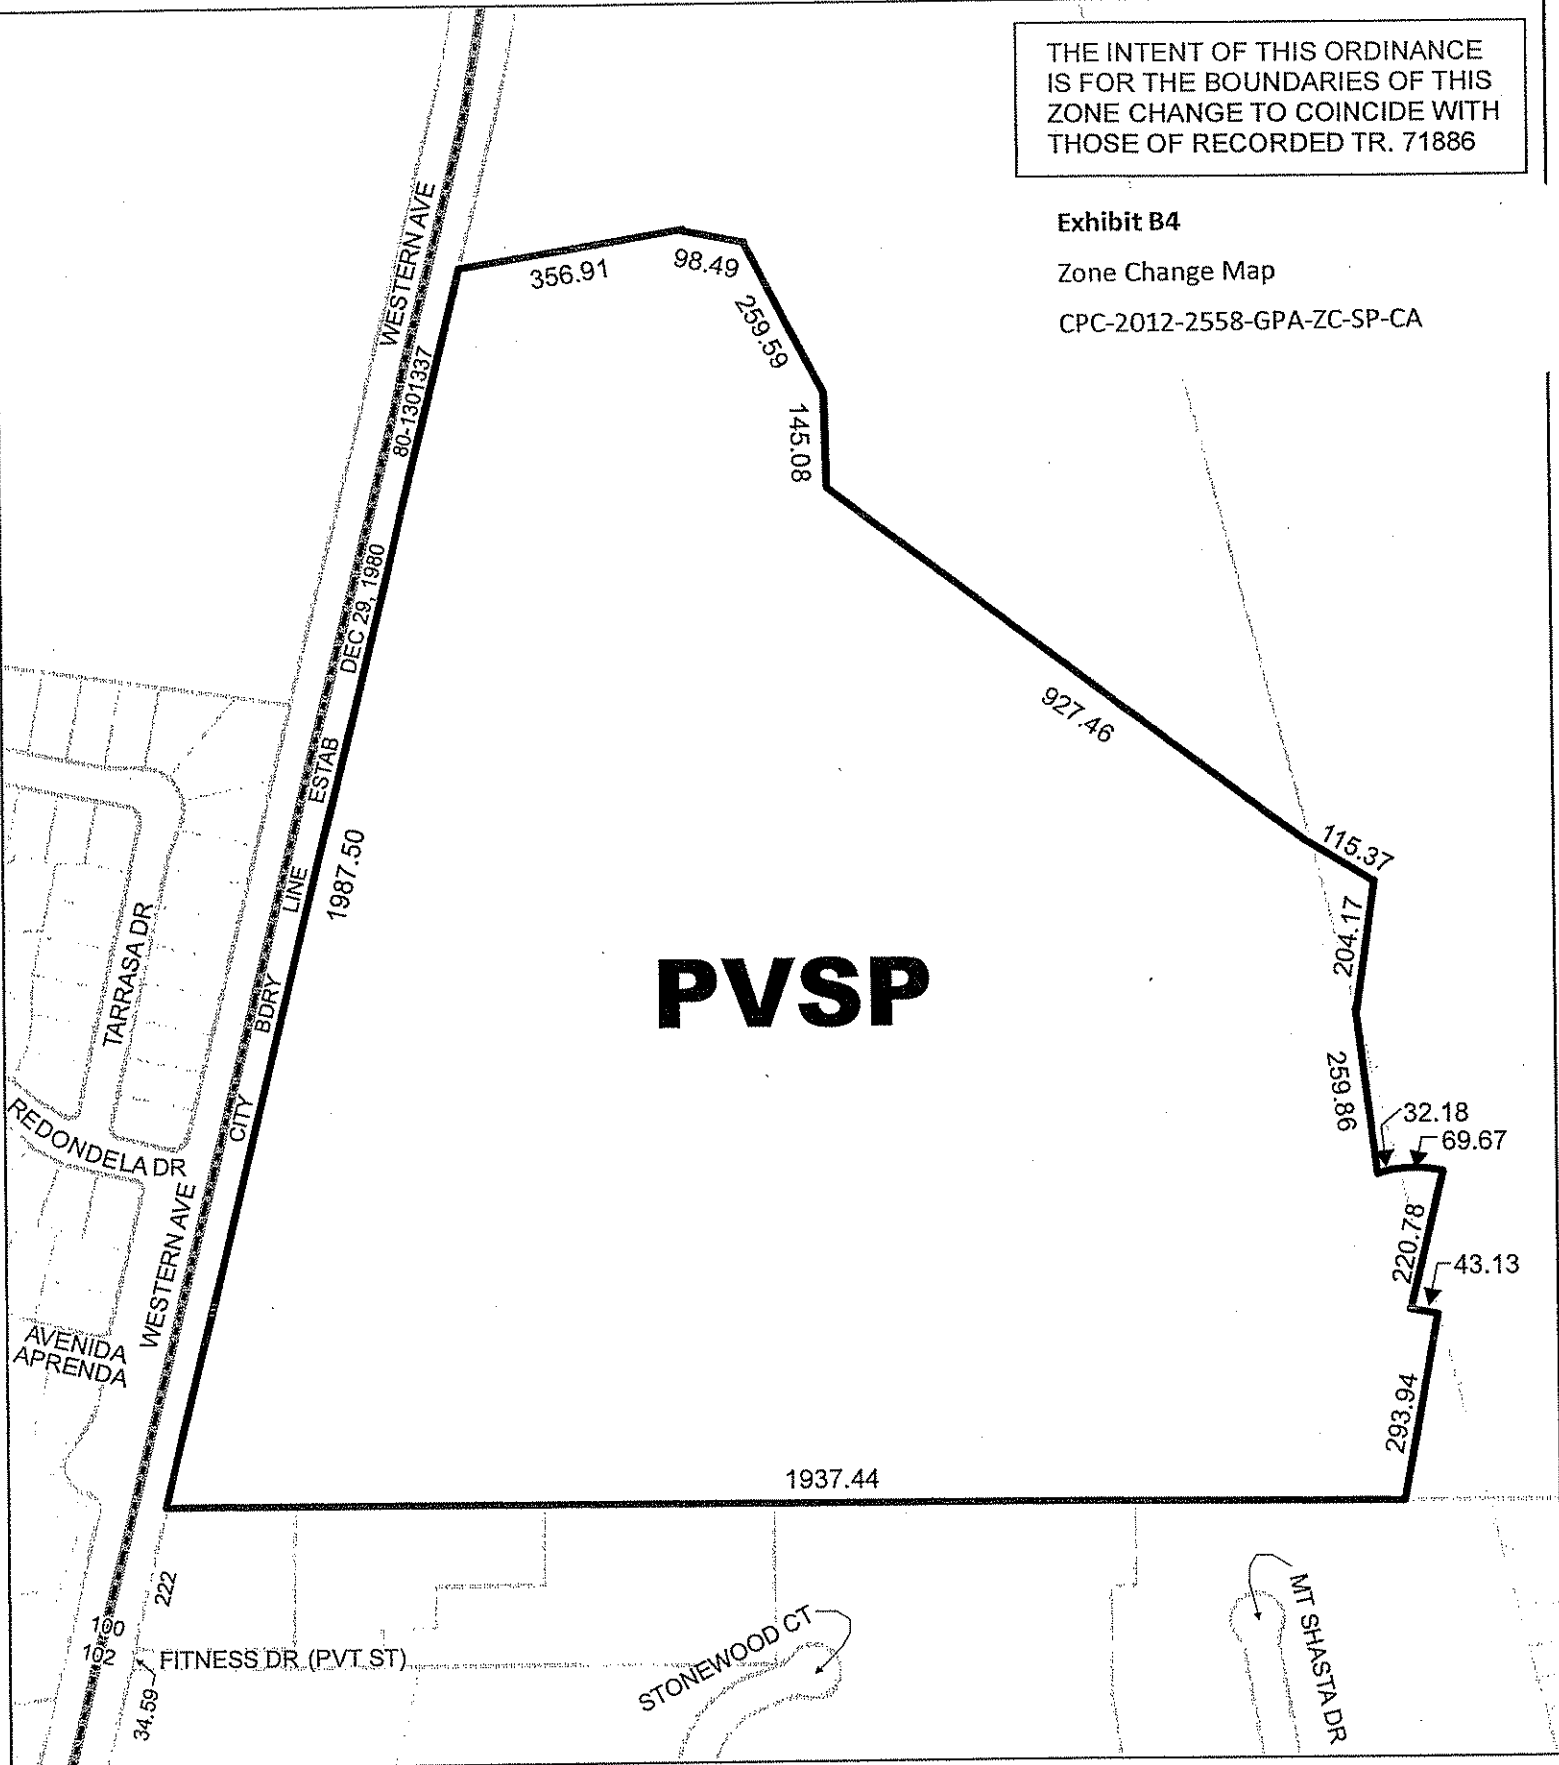 THE INTENT OF THIS ORDINANCE
IS FOR THE BOUNDARIES OF THIS
ZONE CHANGE TO COINCIDE WITH
THOSE OF RECORDED TR. 71886
Exhibit B4
Zone Change Map
CPC-2012-2558-GPA-ZC-SP-CA
WESTERN AVE
356.91
98.49
259.59
145.08
80-1301337
DEC 29, 1980
ESTAB
LINE
BDRY
CITY
1987.50
927.46
115.37
204.17
259.86
32.18
69.67
220.78
43.13
293.94
PVSP
TARRASA DR
REDONDELA DR
WESTERN AVE
AVENIDA
APRENDA
1937.44
222
100
102
FITNESS DR (PVT ST)
34.59
STONEWOOD CT
MT SHASTA DR